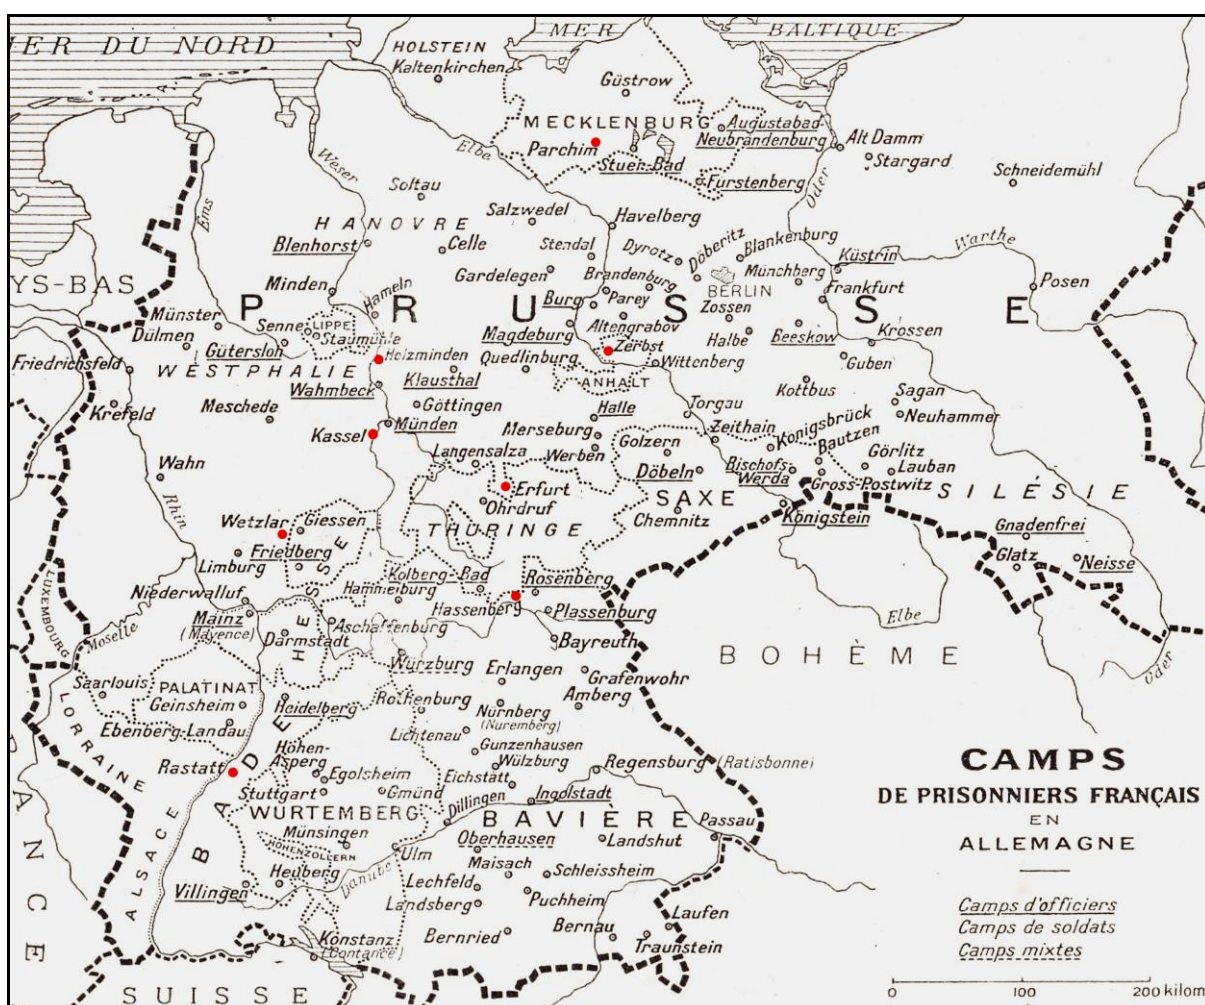 MER DU NORD
MER
BALTIQUE
HOLSTEIN
Kaltenkirchen
Güstrow
MECKLENBURG
Augustabad
Neubrandenburg
Parchim
Stuer-Bad
Alt Damm
Stargard
Schneidemühl
Furstenberg
Elbe
Weser
Ems
Oder
Soltau
HANOVRE
Salzwedel
Havelberg
Blenhorst
Celle
Stendal
Dyrotz
Döberitz
Blankenburg
Küstrin
Warthe
Posen
YS-BAS
Gardelegen
Brandenburg
Münchberg
BERLIN
Minden
Hameln
Burg
Parey
Zossen
Frankfurt
PRUSSE
Münster
Senne
LIPPE
Staumühle
Magdeburg
Altengrabov
Halbe
Beeskow
Krossen
Dülmen
Gütersloh
Holzminden
Quedlinburg
Zerbst
Wittenberg
Guben
Friedrichsfeld
WESTPHALIE
Wahmbeck
Klausthal
ANHALT
Kottbus
Sagan
Krefeld
Meschede
Göttingen
Halle
Torgau
Neuhammer
Kassel
Münden
Merseburg
Zeithain
Königsbrück
Werben
Golzern
Bautzen
Görlitz
Wahn
Langensalza
Döbeln
Bischofs
Werda
Lauban
Gross-Postwitz
Rhin
Erfurt
Ohrdruf
SAXE
SILÉSIE
Wetzlar
Giessen
THURINGE
Chemnitz
Königstein
Gnadenfrei
Friedberg
Glatz
Neisse
Limburg
HESSE
Kolberg-Bad
Rosenberg
Niederwalluf
Hammelburg
Hassenberg
Plassenburg
Elbe
LUXEMBOURG
Moselle
Mainz
(Mayence)
Darmstadt
Aschaffenburg
Bayreuth
BOHÈME
Oder
Würzburg
Erlangen
Grafenwohr
Saarlouis
PALATINAT
Geinsheim
Heidelberg
Rothenburg
Amberg
LORRAINE
Ebenberg-Landau
Nürnberg
(Nuremberg)
Lichtenau
Gunzenhausen
Rastatt
BADE
Höhen-
Asperg
Wülzburg
Regensburg (Ratisbonne)
Egolsheim
Eichstätt
Stuttgart
Gmünd
Dillingen
Ingolstadt
WURTEMBERG
BAVIÈRE
Passau
ALSACE
Münsingen
Oberhausen
Landshut
HOHENZOLLERN
Ulm
Maisach
Schleissheim
Villingen
Heuberg
Danube
Lechfeld
Puchheim
Landsberg
Laufen
Bernried
Bernau
Traunstein
Konstanz
(Contance)
ANCE
SUISSE
CAMPS
DE PRISONNIERS FRANÇAIS
EN
ALLEMAGNE
Camps d'officiers
Camps de soldats
Camps mixtes
0 100 200 kilom